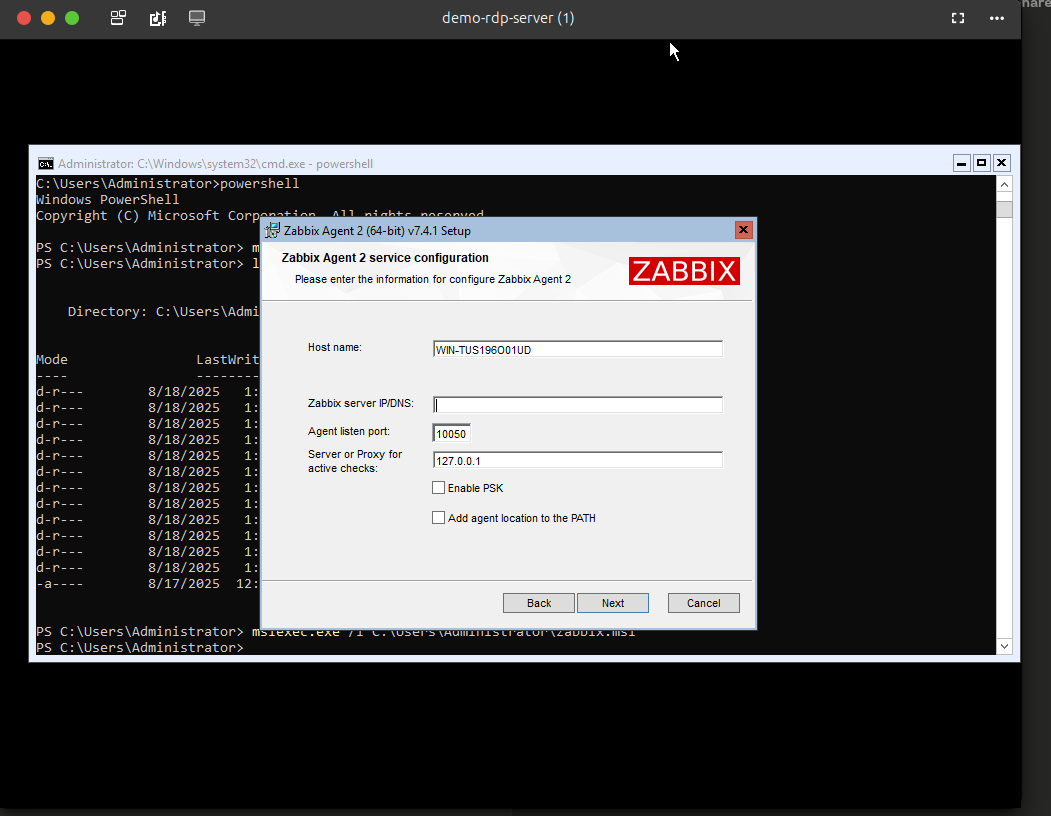 hare
demo-rdp-server (1)
Administrator: C:\Windows\system32\cmd.exe - powershell
C:\Users\Administrator>powershell
Windows PowerShell
Copyright (C) Microsoft Corporation. All rights reserved
PS C:\Users\Administrator> m
PS C:\Users\Administrator> l
Directory: C:\Users\Admi
Mode LastWrit
---- --------
d-r--- 8/18/2025 1:
d-r--- 8/18/2025 1:
d-r--- 8/18/2025 1:
d-r--- 8/18/2025 1:
d-r--- 8/18/2025 1:
d-r--- 8/18/2025 1:
d-r--- 8/18/2025 1:
d-r--- 8/18/2025 1:
d-r--- 8/18/2025 1:
d-r--- 8/18/2025 1:
d-r--- 8/18/2025 1:
d-r--- 8/18/2025 1:
-a---- 8/17/2025 12:
PS C:\Users\Administrator> msiexec.exe /i C:\Users\Administrator\zabbix.msi
PS C:\Users\Administrator>
Zabbix Agent 2 (64-bit) v7.4.1 Setup
Zabbix Agent 2 service configuration
Please enter the information for configure Zabbix Agent 2
ZABBIX
Host name: WIN-TUS196O01UD
Zabbix server IP/DNS:
Agent listen port: 10050
Server or Proxy for
active checks: 127.0.0.1
Enable PSK
Add agent location to the PATH
Back Next Cancel